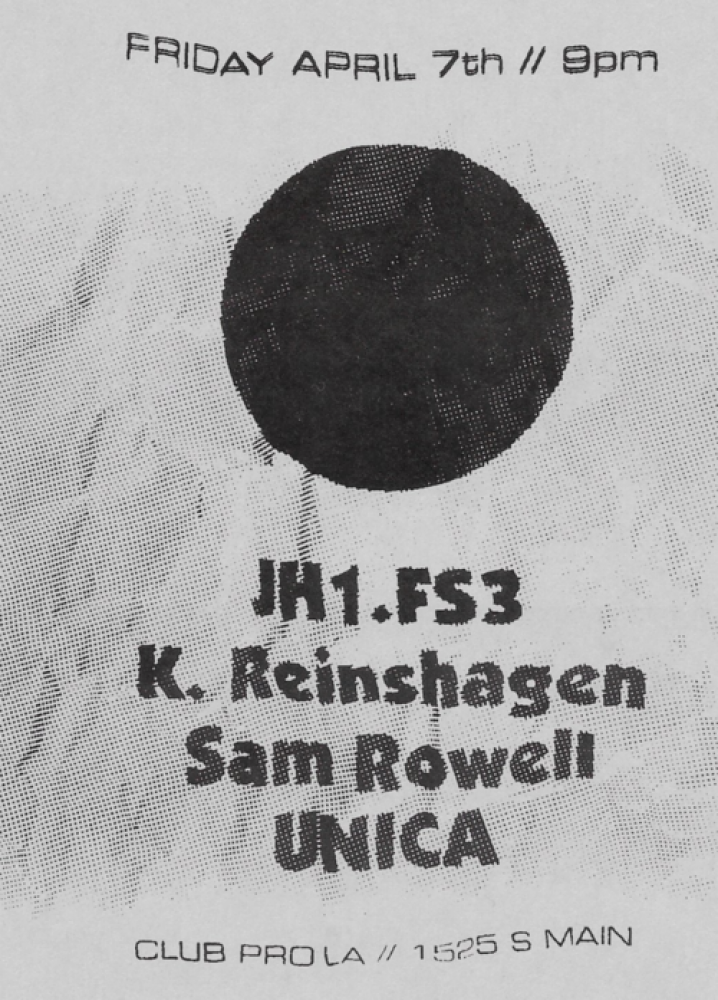 FRIDAY APRIL 7th // 9pm
JH1.FS3
K. Reinshagen
Sam Rowell
UNICA
CLUB PRO LA // 1525 S MAIN